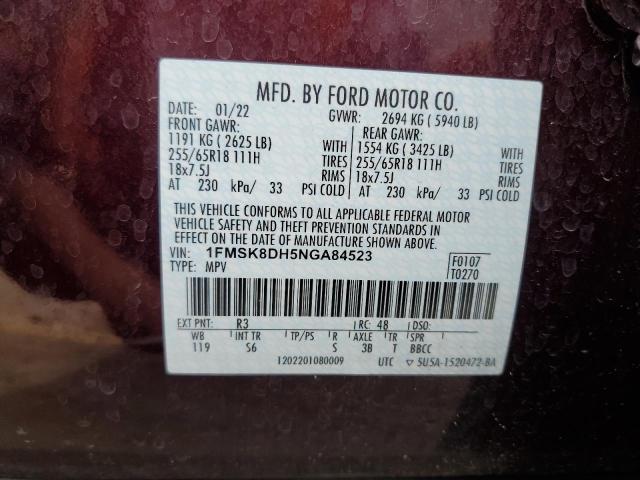 MFD. BY FORD MOTOR CO.
DATE: 01/22 GVWR: 2694 KG ( 5940 LB)
FRONT GAWR: REAR GAWR:
1191 KG ( 2625 LB) WITH 1554 KG ( 3425 LB) WITH
255/65R18 111H TIRES 255/65R18 111H TIRES
18x7.5J RIMS 18x7.5J RIMS
AT 230 kPa/ 33 PSI COLD AT 230 kPa/ 33 PSI COLD
THIS VEHICLE CONFORMS TO ALL APPLICABLE FEDERAL MOTOR
VEHICLE SAFETY AND THEFT PREVENTION STANDARDS IN
EFFECT ON THE DATE OF MANUFACTURE SHOWN ABOVE.
VIN: 1FMSK8DH5NGA84523 F0107
TYPE: MPV T0270
EXT PNT: R3 RC: 48 DSO:
WB INT TR TP/PS R AXLE TR SPR
119 S6 S 3B T BBCC
1202201080009 UTC ▽ 5U5A-1520472-BA